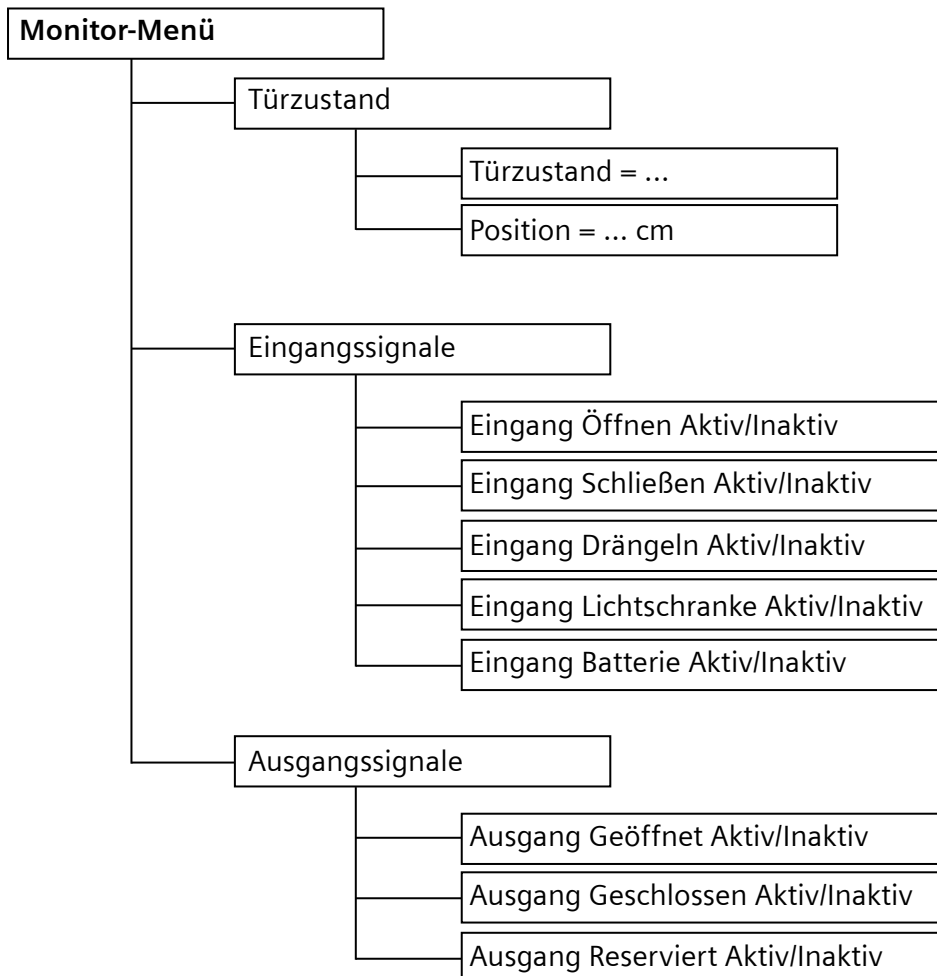 Monitor-Menü
Türzustand
Türzustand = ...
Position = ... cm
Eingangssignale
Eingang Öffnen Aktiv/Inaktiv
Eingang Schließen Aktiv/Inaktiv
Eingang Drängeln Aktiv/Inaktiv
Eingang Lichtschranke Aktiv/Inaktiv
Eingang Batterie Aktiv/Inaktiv
Ausgangssignale
Ausgang Geöffnet Aktiv/Inaktiv
Ausgang Geschlossen Aktiv/Inaktiv
Ausgang Reserviert Aktiv/Inaktiv